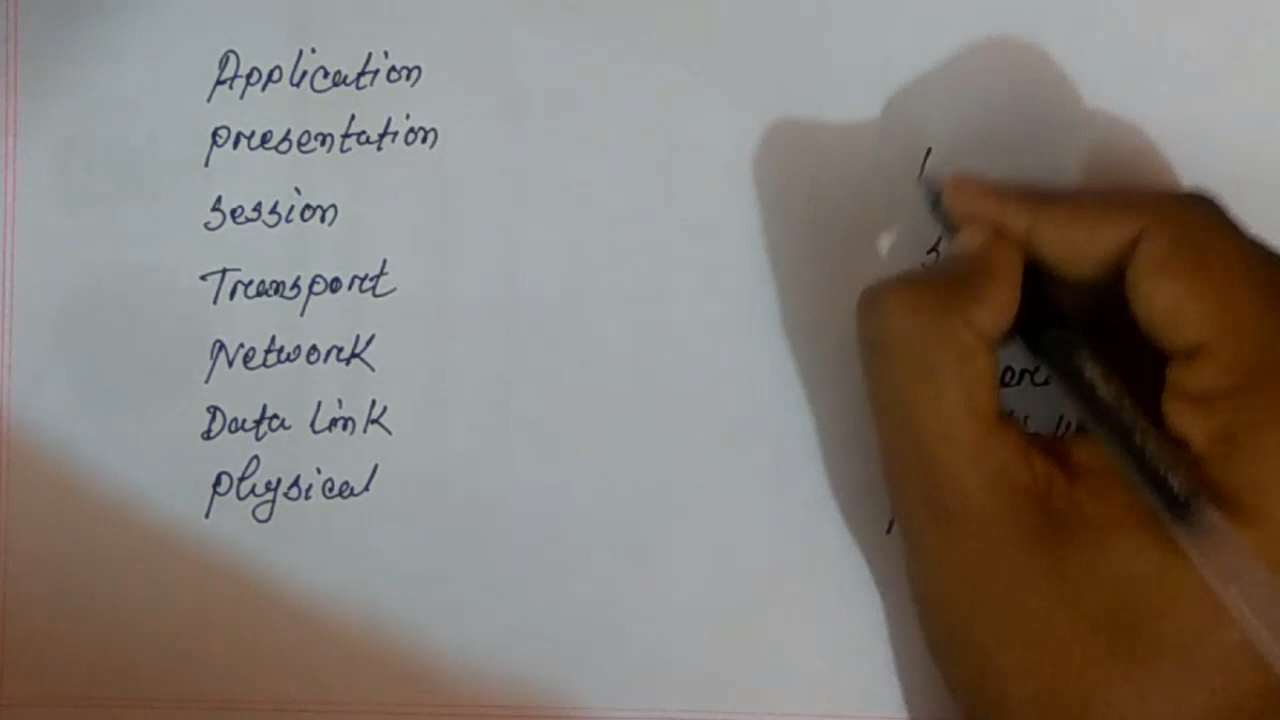 Application
presentation
session
Transport
Network
Data link
physical